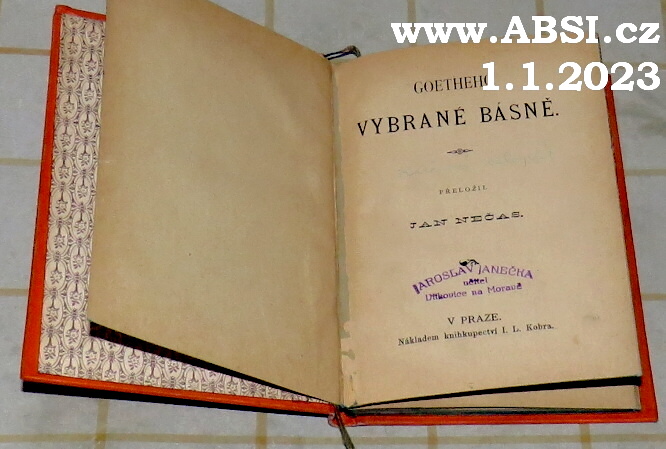 www.ABSI.cz
1.1.2023
GOETHEHO
VYBRANÉ BÁSNĚ.
PŘELOŽIL
JAN NEČAS.
JAROSLAV JANEČKA
učitel
na Moravě
V PRAZE.
Nákladem knihkupectví I. L. Kobra.